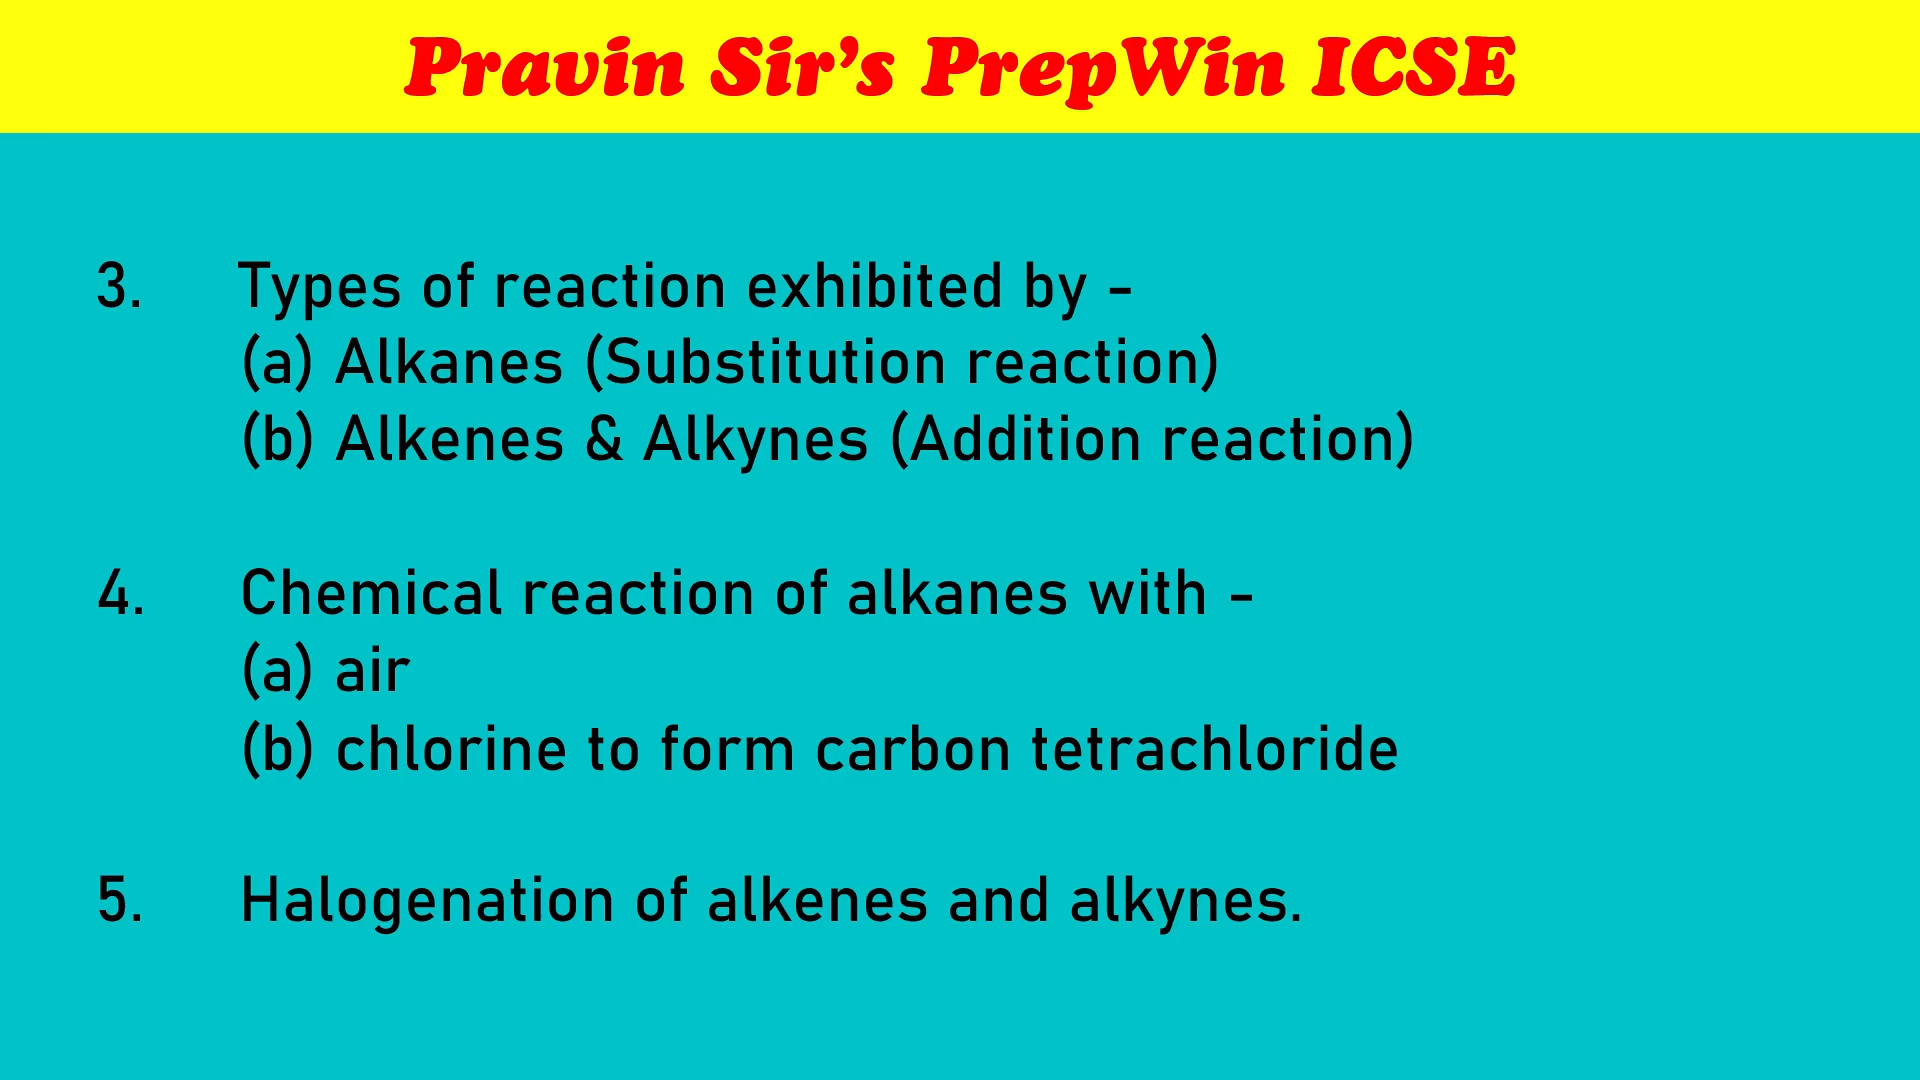 Pravin Sir’s PrepWin ICSE
3. Types of reaction exhibited by -
(a) Alkanes (Substitution reaction)
(b) Alkenes & Alkynes (Addition reaction)
4. Chemical reaction of alkanes with -
(a) air
(b) chlorine to form carbon tetrachloride
5. Halogenation of alkenes and alkynes.